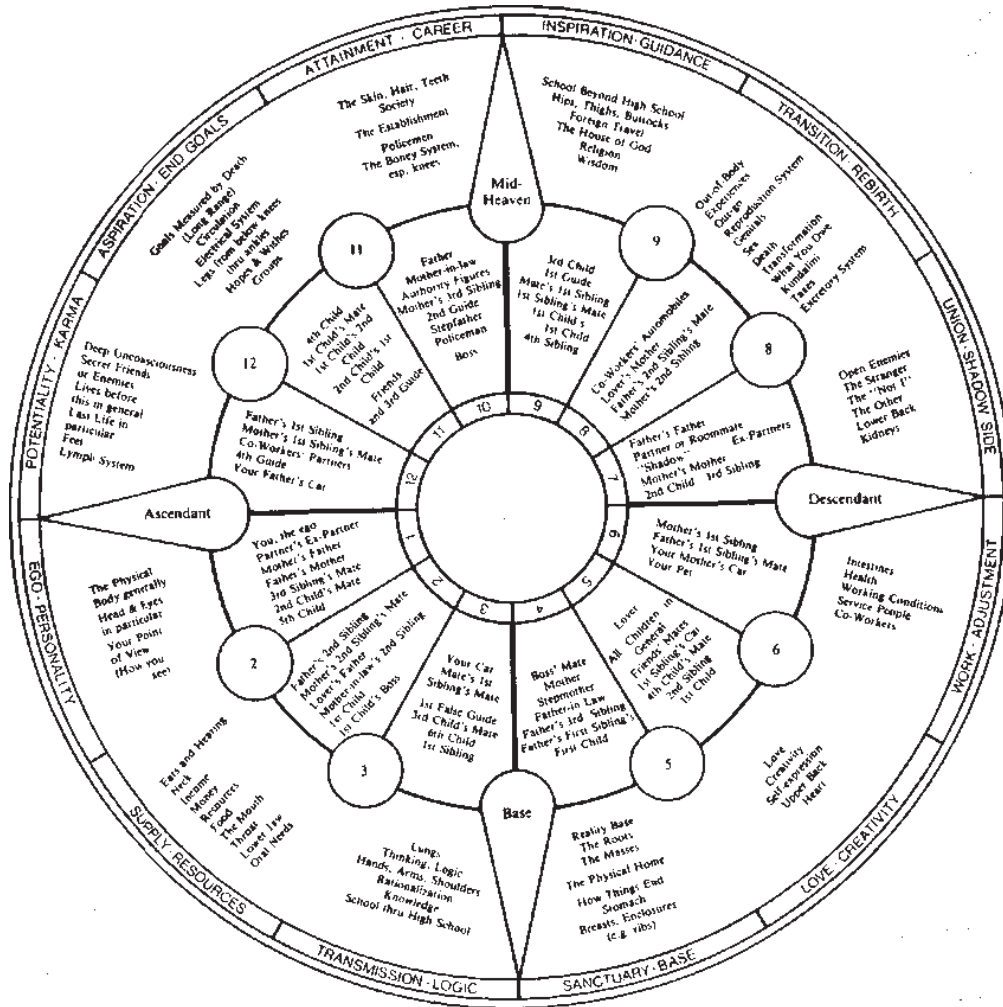 ATTAINMENT · CAREER
INSPIRATION · GUIDANCE
TRANSITION · REBIRTH
UNION · SHADOW SIDE
WORK · ADJUSTMENT
LOVE · CREATIVITY
SANCTUARY · BASE
TRANSMISSION · LOGIC
SUPPLY · RESOURCES
EGO · PERSONALITY
POTENTIALITY · KARMA
ASPIRATION · END GOALS
The Skin, Hair, Teeth
Society
The Establishment
Policemen
The Boney System,
esp. knees
School Beyond High School
Hips, Thighs, Buttocks
Foreign Travel
The House of God
Religion
Wisdom
Out-of Body
Experiences
Out-go
Reproduction System
Genitals
Sex
Death
Transformation
What You Owe
Kundalini
Taxes
Excretory System
Open Enemies
The Stranger
The "Not I"
The Other
Lower Back
Kidneys
Intestines
Health
Working Conditions
Service People
Co-Workers
Love
Creativity
Self-expression
Upper Back
Heart
Reality Base
The Roots
The Masses
The Physical Home
How Things End
Stomach
Breasts, Enclosures
(e.g. ribs)
Lungs
Thinking, Logic
Hands, Arms, Shoulders
Rationalization
Knowledge
School thru High School
Ears and Hearing
Neck
Income
Money
Resources
Food
The Mouth
Throat
Lower Jaw
Oral Needs
The Physical
Body generally
Head & Eyes
in particular
Your Point
of View
(How you
see)
Deep Unconsciousness
Secret Friends
or Enemies
Lives before
this in general
Last Life in
particular
Feet
Lymph System
Goals Measured by Death
(Long Range)
Circulation
Electrical System
Legs (from below knees
thru ankles
Hopes & Wishes
Groups
Mid-
Heaven
9
8
Descendant
6
5
Base
3
2
Ascendant
12
11
Father
Mother-in-law
Authority Figures
Mother's 3rd Sibling
2nd Guide
Stepfather
Policeman
Boss
3rd Child
1st Guide
Mate's 1st Sibling
1st Sibling's Mate
1st Child's
1st Child
4th Sibling
Co-Workers' Automobules
Lover's Mother
Father's 2nd Sibling's Mate
Mother's 2nd Sibling
Father's Father
Partner or Roommate
"Shadow" Ex-Partners
Mother's Mother
2nd Child 3rd Sibling
Mother's 1st Sibling
Father's 1st Sibling's Mate
Your Mother's Car
Your Pet
Lover
All Children in
General
Friends' Mates
1st Sibling's Car
4th Child's Mate
2nd Sibling
1st Child
Boss' Mate
Mother
Stepmother
Father-in Law
Father's 3rd Sibling
Father's First Sibling's
First Child
Your Car
Mate's 1st
Sibling's Mate
1st False Guide
3rd Child's Mate
6th Child
1st Sibling
Father's 2nd Sibling
Mother's 2nd Sibling's Mate
Lover's Father
Mother-in-law's 2nd Sibling
1st Child
1st Child's Boss
You, the ego
Partner's Ex-Partner
Mother's Father
Father's Mother
3rd Sibling's Mate
2nd Child's Mate
5th Child
Father's 1st Sibling
Mother's 1st Sibling's Mate
Co-Workers' Partners
4th Guide
Your Father's Car
4th Child
1st Child's Mate
1st Child's 2nd
Child
2nd Child's 1st
Child
Friends
and 3rd Guide
10
9
8
7
6
5
4
3
2
1
12
11